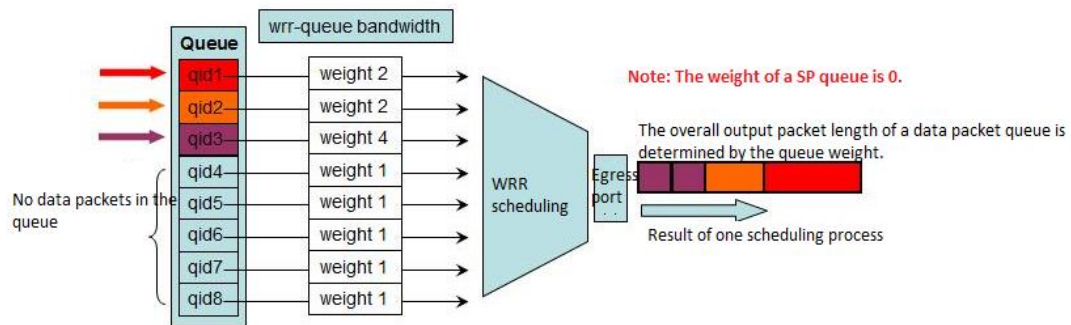 wrr-queue bandwidth
Queue
qid1
weight 2
qid2
weight 2
qid3
weight 4
qid4
weight 1
qid5
weight 1
qid6
weight 1
qid7
weight 1
qid8
weight 1
No data packets in the
queue
WRR
scheduling
Egress
port
Note: The weight of a SP queue is 0.
The overall output packet length of a data packet queue is
determined by the queue weight.
Result of one scheduling process